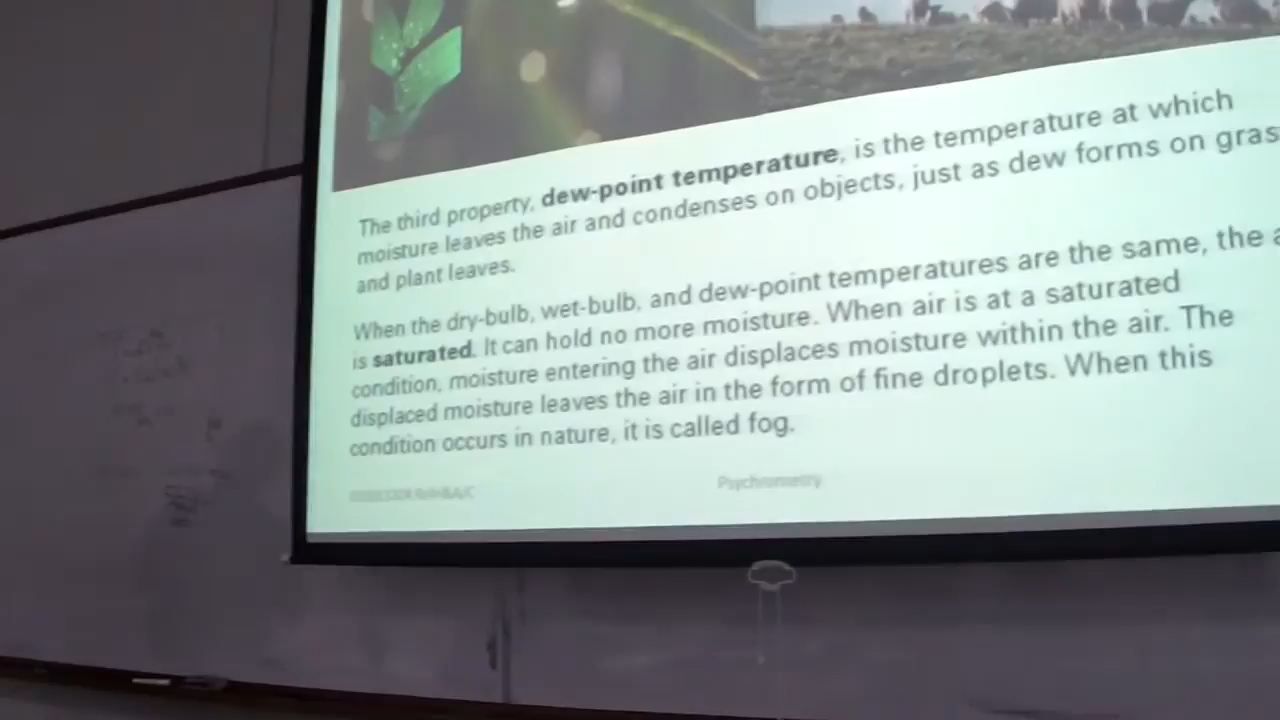 The third property, dew-point temperature, is the temperature at which
moisture leaves the air and condenses on objects, just as dew forms on gras
and plant leaves.
When the dry-bulb, wet-bulb, and dew-point temperatures are the same, the a
is saturated. It can hold no more moisture. When air is at a saturated
condition, moisture entering the air displaces moisture within the air. The
displaced moisture leaves the air in the form of fine droplets. When this
condition occurs in nature, it is called fog.
Psychrometry